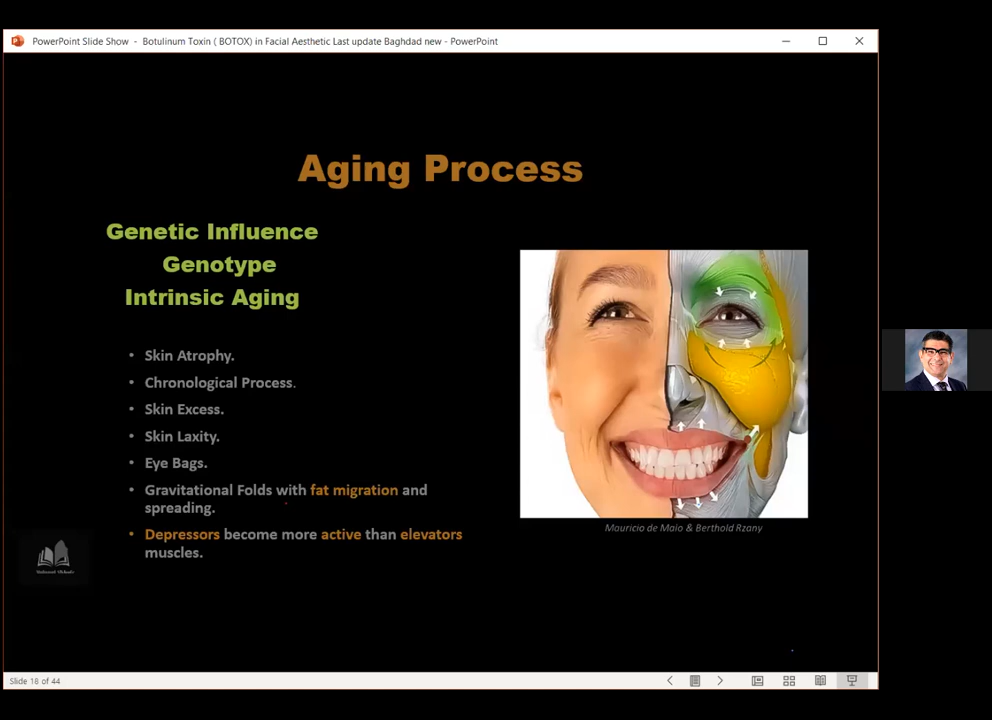 PowerPoint Slide Show - Botulinum Toxin ( BOTOX) in Facial Aesthetic Last update Baghdad new - PowerPoint
Aging Process
Genetic Influence
Genotype
Intrinsic Aging
• Skin Atrophy.
• Chronological Process.
• Skin Excess.
• Skin Laxity.
• Eye Bags.
• Gravitational Folds with fat migration and
spreading.
• Depressors become more active than elevators
muscles.
Mauricio de Maio & Berthold Rzany
Slide 18 of 44